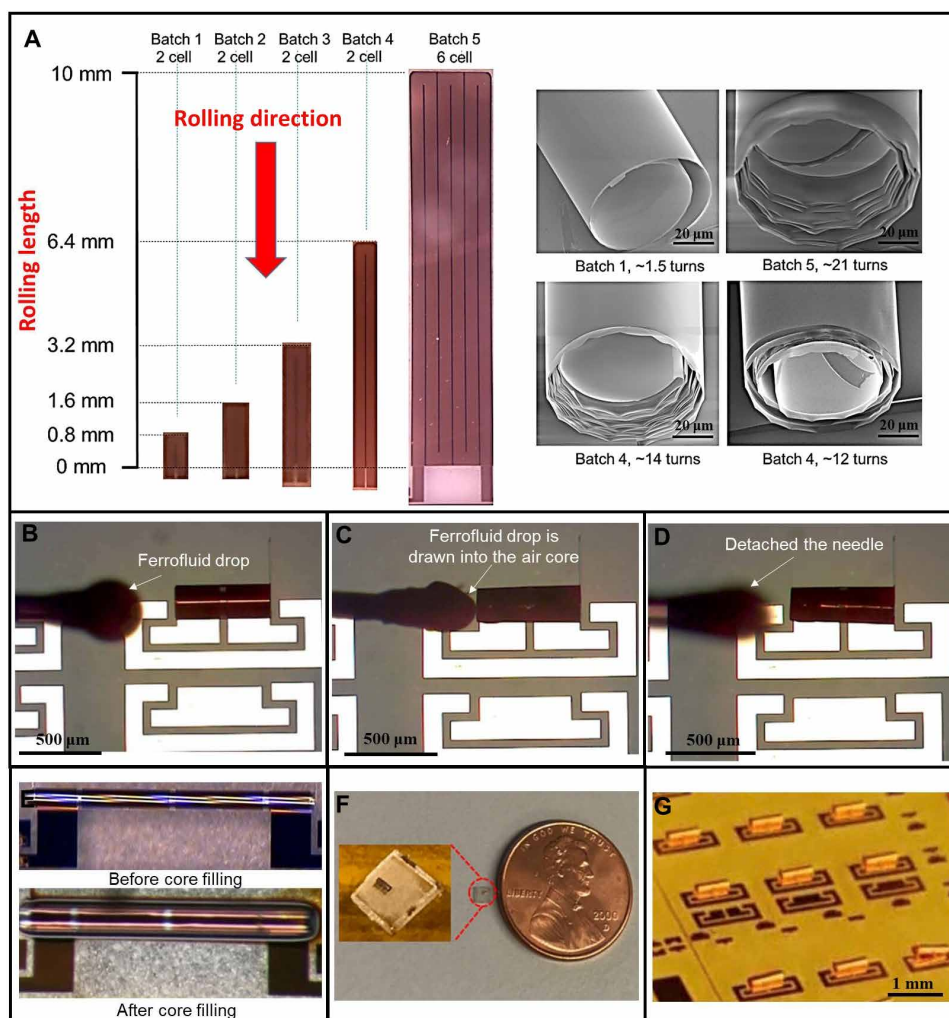 A
Batch 1
2 cell
Batch 2
2 cell
Batch 3
2 cell
Batch 4
2 cell
Batch 5
6 cell
10 mm
6.4 mm
3.2 mm
1.6 mm
0.8 mm
0 mm
Rolling length
Rolling direction
20 µm
Batch 1, ~1.5 turns
20 µm
Batch 5, ~21 turns
20 µm
Batch 4, ~14 turns
20 µm
Batch 4, ~12 turns
B
Ferrofluid drop
500 µm
C
Ferrofluid drop is
drawn into the air core
500 µm
D
Detached the needle
500 µm
E
Before core filling
After core filling
F
IN GOD WE TRUST
LIBERTY
2000
D
G
1 mm